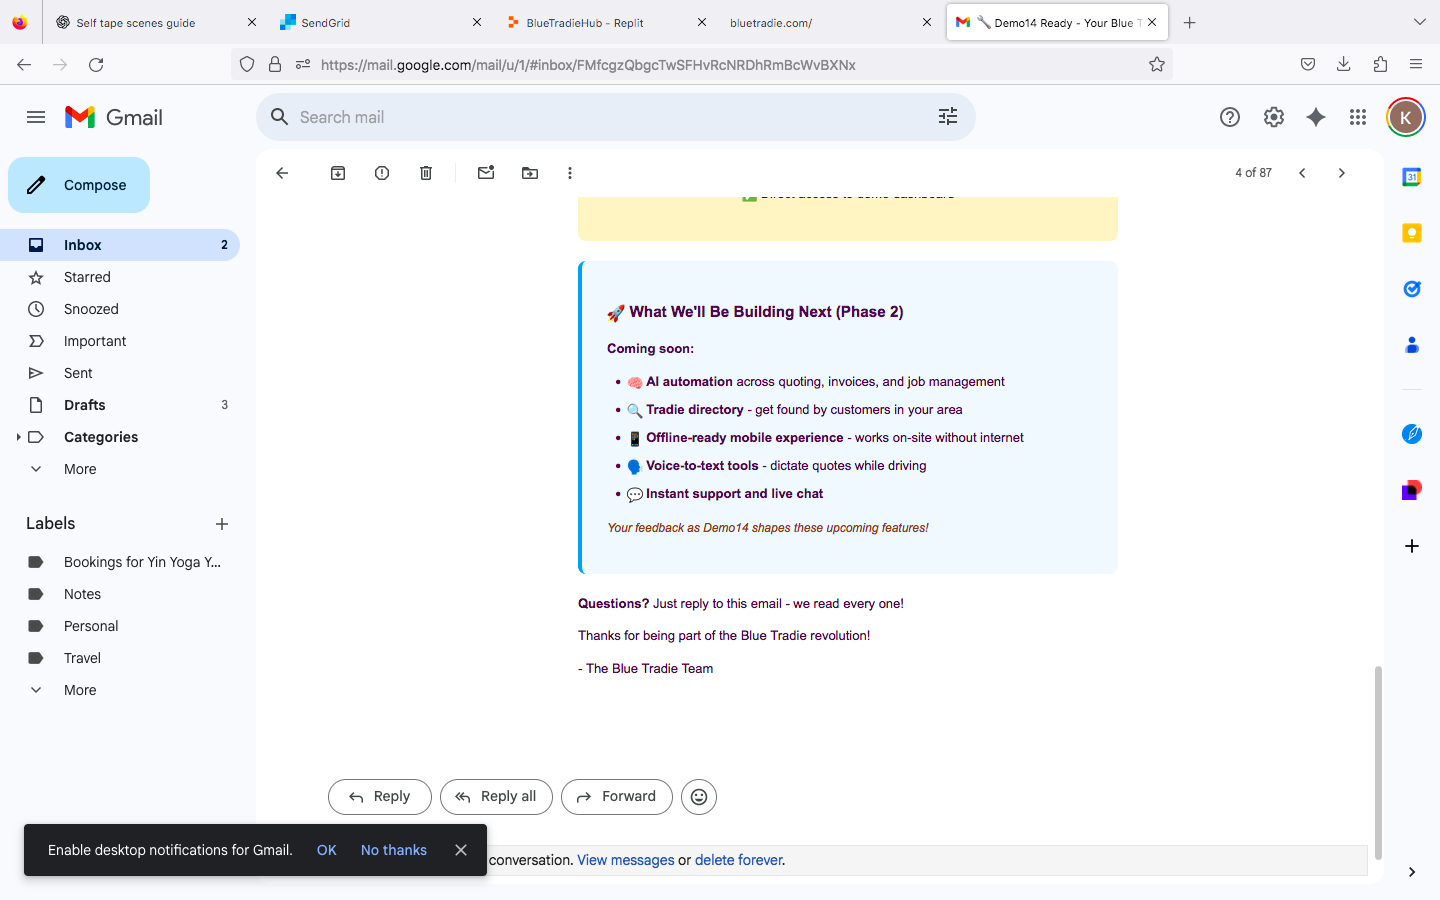 Self tape scenes guide
SendGrid
BlueTradieHub - Replit
bluetradie.com/
Demo14 Ready - Your Blue T
https://mail.google.com/mail/u/1/#inbox/FMfcgzQbgcTwSFHvRcNRDhRmBcWvBXNx
Gmail
Search mail
K
Compose
4 of 87
Inbox 2
Starred
Snoozed
Important
Sent
Drafts 3
Categories
More
Labels
Bookings for Yin Yoga Y...
Notes
Personal
Travel
More
Direct access to demo dashboard
What We'll Be Building Next (Phase 2)
Coming soon:
• AI automation across quoting, invoices, and job management
• Tradie directory - get found by customers in your area
• Offline-ready mobile experience - works on-site without internet
• Voice-to-text tools - dictate quotes while driving
• Instant support and live chat
Your feedback as Demo14 shapes these upcoming features!
Questions? Just reply to this email - we read every one!
Thanks for being part of the Blue Tradie revolution!
- The Blue Tradie Team
Reply
Reply all
Forward
Enable desktop notifications for Gmail. OK No thanks
conversation. View messages or delete forever.
31